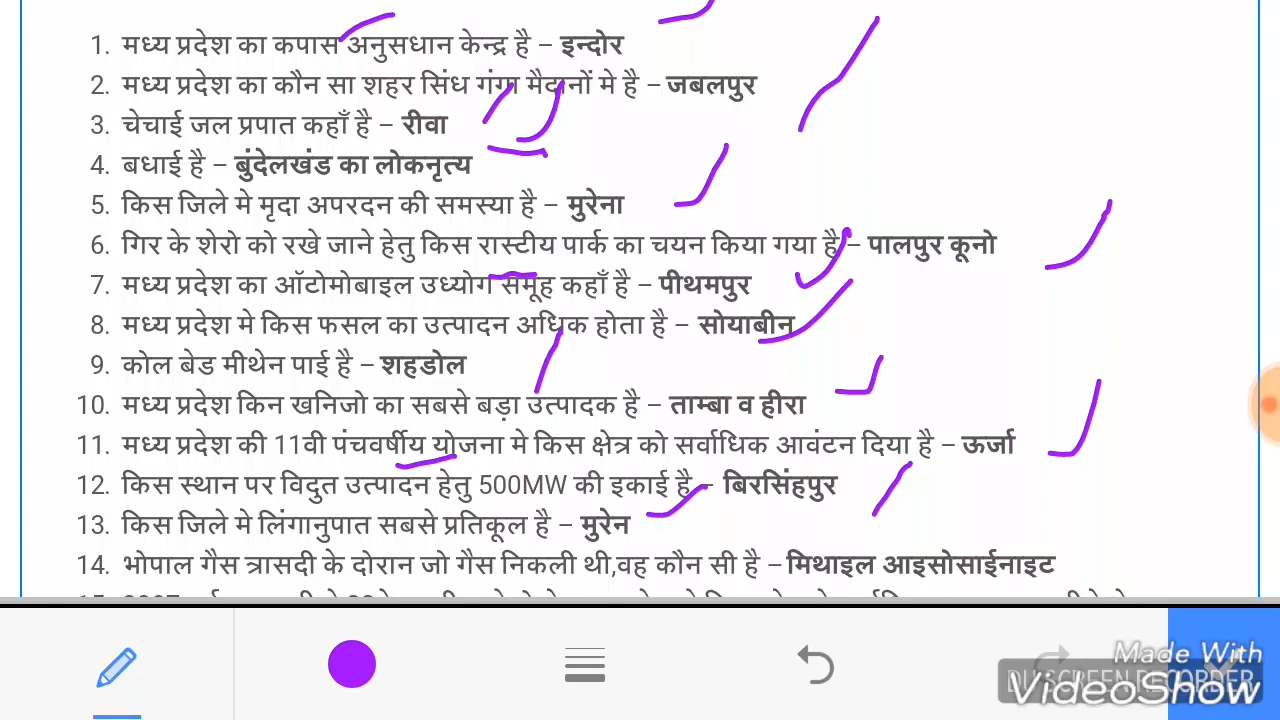 1. मध्य प्रदेश का कपास अनुसधान केन्द्र है – इन्दोर
2. मध्य प्रदेश का कौन सा शहर सिंध गंगा मैदानों मे है – जबलपुर
3. चेचाई जल प्रपात कहाँ है – रीवा
4. बधाई है – बुंदेलखंड का लोकनृत्य
5. किस जिले मे मृदा अपरदन की समस्या है – मुरेना
6. गिर के शेरो को रखे जाने हेतु किस रास्टीय पार्क का चयन किया गया है – पालपुर कूनो
7. मध्य प्रदेश का ऑटोमोबाइल उध्योग समूह कहाँ है – पीथमपुर
8. मध्य प्रदेश मे किस फसल का उत्पादन अधिक होता है – सोयाबीन
9. कोल बेड मीथेन पाई है – शहडोल
10. मध्य प्रदेश किन खनिजो का सबसे बड़ा उत्पादक है – ताम्बा व हीरा
11. मध्य प्रदेश की 11वी पंचवर्षीय योजना मे किस क्षेत्र को सर्वाधिक आवंटन दिया है – ऊर्जा
12. किस स्थान पर विदुत उत्पादन हेतु 500MW की इकाई है – बिरसिंहपुर
13. किस जिले मे लिंगानुपात सबसे प्रतिकूल है – मुरेन
14. भोपाल गैस त्रासदी के दोरान जो गैस निकली थी,वह कौन सी है – मिथाइल आइसोसाईनाइट
Made With
VideoShow